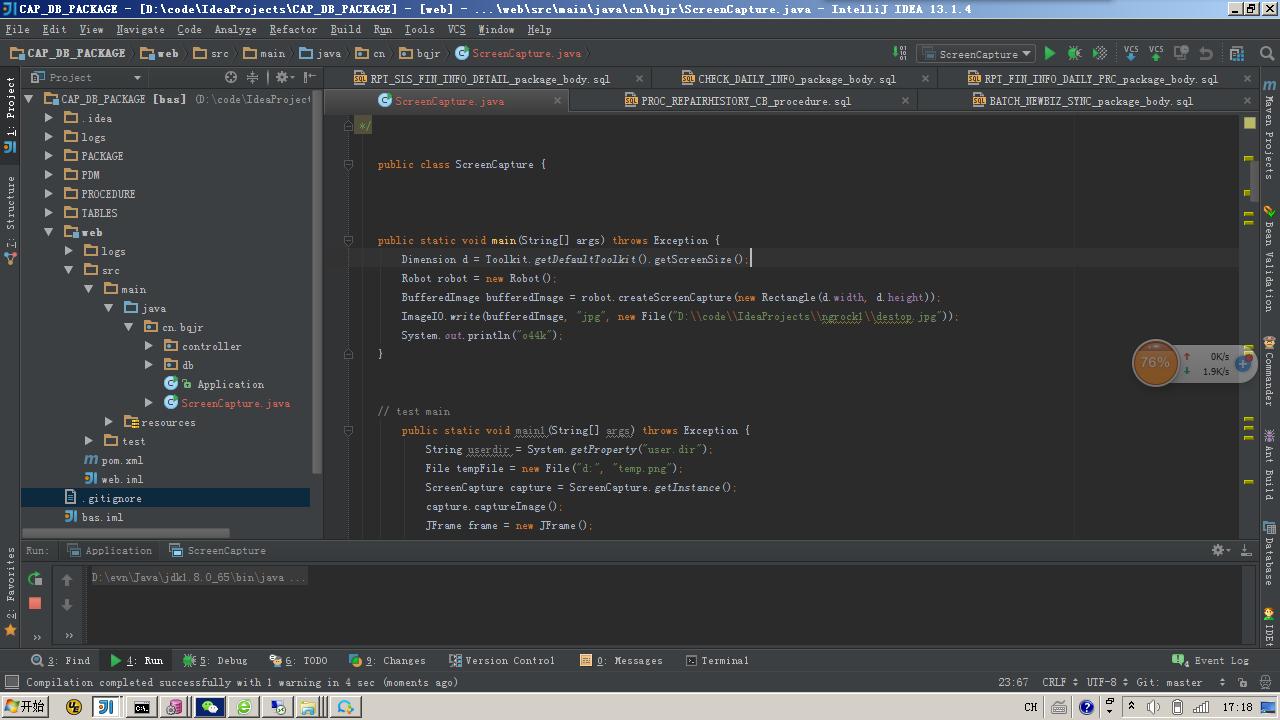 CAP_DB_PACKAGE - [D:\code\IdeaProjects\CAP_DB_PACKAGE] - [web] - ...\web\src\main\java\cn\bqjr\ScreenCapture.java - IntelliJ IDEA 13.1.4
File Edit View Navigate Code Analyze Refactor Build Run Tools VCS Window Help
CAP_DB_PACKAGE web src main java cn bqjr ScreenCapture.java
ScreenCapture VCS VCS
Project
RPT_SLS_FIN_INFO_DETAIL_package_body.sql CHECK_DAILY_INFO_package_body.sql RPT_FIN_INFO_DAILY_PRC_package_body.sql
ScreenCapture.java PROC_REPAIRHISTORY_CB_procedure.sql BATCH_NEWBIZ_SYNC_package_body.sql
1: Project
7: Structure
2: Favorites
CAP_DB_PACKAGE [bas] (D:\code\IdeaProject
.idea
logs
PACKAGE
PDM
PROCEDURE
TABLES
web
logs
src
main
java
cn.bqjr
controller
db
Application
ScreenCapture.java
resources
test
pom.xml
web.iml
.gitignore
bas.iml
*/
public class ScreenCapture {
public static void main(String[] args) throws Exception {
Dimension d = Toolkit.getDefaultToolkit().getScreenSize();
Robot robot = new Robot();
BufferedImage bufferedImage = robot.createScreenCapture(new Rectangle(d.width, d.height));
ImageIO.write(bufferedImage, "jpg", new File("D:\\code\\IdeaProjects\\ngrock1\\destop.jpg"));
System.out.println("o44k");
}
// test main
public static void main1(String[] args) throws Exception {
String userdir = System.getProperty("user.dir");
File tempFile = new File("d:", "temp.png");
ScreenCapture capture = ScreenCapture.getInstance();
capture.captureImage();
JFrame frame = new JFrame();
76%
0K/s
1.9K/s
Maven Projects
Bean Validation
Commander
Ant Build
Database
IDEt
Run: Application ScreenCapture
D:\evn\Java\jdk1.8.0_65\bin\java ...
3: Find 4: Run 5: Debug 6: TODO 9: Changes Version Control 0: Messages Terminal Event Log
Compilation completed successfully with 1 warning in 4 sec (moments ago) 23:67 CRLF UTF-8 Git: master
开始 CH 17:18